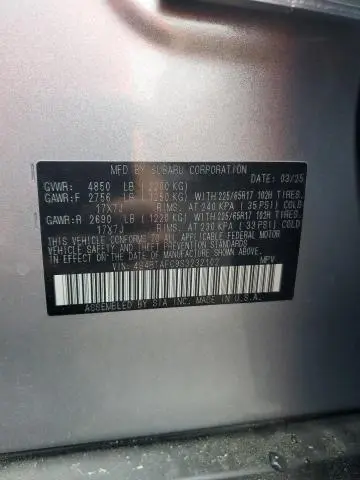 MFD. BY SUBARU CORPORATION DATE: 03/25
GVWR: 4850 LB (2200 KG)
GAWR:F 2756 LB (1250 KG) WITH 225/65R17 102H TIRES.
17X7J RIMS. AT 240 KPA (35 PSI) COLD
GAWR:R 2690 LB (1220 KG) WITH 225/65R17 102H TIRES.
17X7J RIMS. AT 230 KPA (33 PSI) COLD
THIS VEHICLE CONFORMS TO ALL APPLICABLE FEDERAL MOTOR
VEHICLE SAFETY AND THEFT PREVENTION STANDARDS
IN EFFECT ON THE DATE OF MANUFACTURE SHOWN ABOVE.
VIN: 4S4BTAFC9S3232102 MPV
ASSEMBLED BY SIA INC. MADE IN U.S.A.